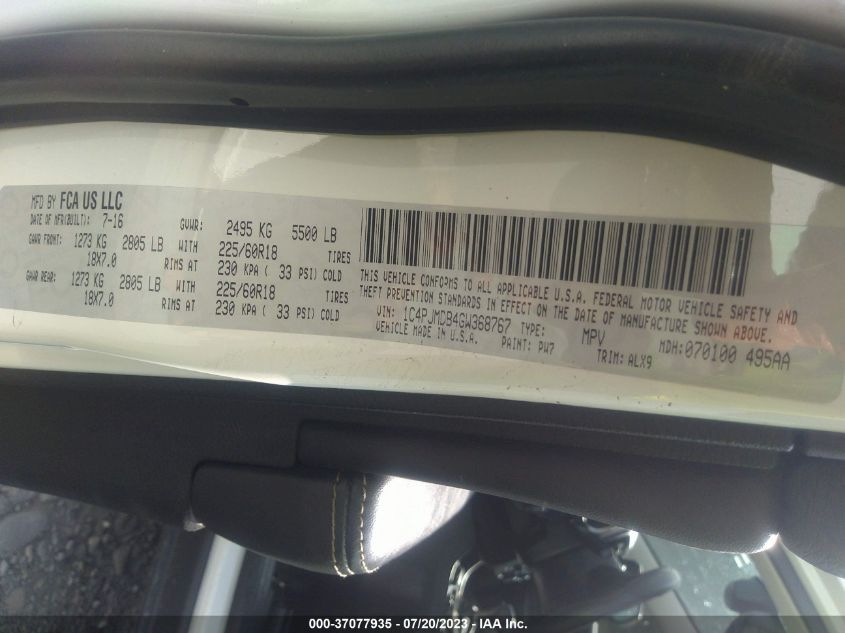 MFD BY FCA US LLC
DATE OF MFR(BUILT): 7-16 GVWR: 2495 KG 5500 LB
GAWR FRONT: 1273 KG 2805 LB WITH 225/60R18 TIRES
18X7.0 RIMS AT 230 KPA ( 33 PSI) COLD
GAWR REAR: 1273 KG 2805 LB WITH 225/60R18 TIRES
18X7.0 RIMS AT 230 KPA ( 33 PSI) COLD
THIS VEHICLE CONFORMS TO ALL APPLICABLE U.S.A. FEDERAL MOTOR VEHICLE SAFETY AND
THEFT PREVENTION STANDARDS IN EFFECT ON THE DATE OF MANUFACTURE SHOWN ABOVE.
VIN: 1C4PJMDB4GW368767 TYPE: MPV MDH: 070100 495AA
VEHICLE MADE IN U.S.A. PAINT: PW7 TRIM: ALX9
000-37077935 / 07/20/2023 - © IAA Inc.